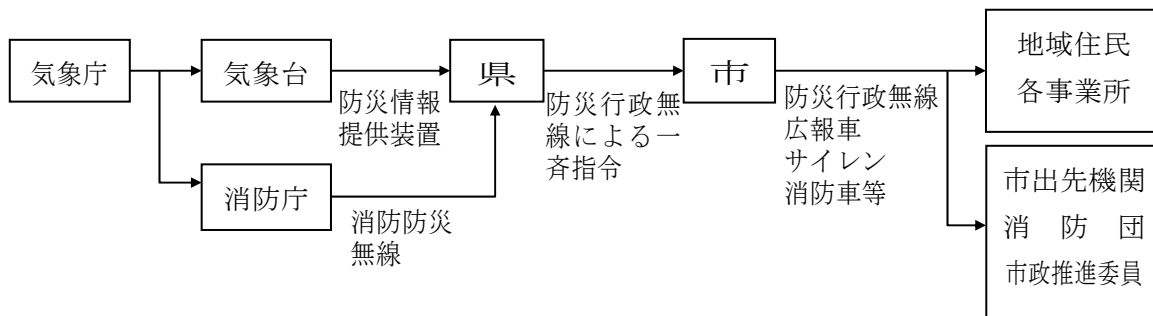 気象庁
気象台
防災情報
提供装置
消防庁
消防防災
無線
県
防災行政無
線による一
斉指令
市
防災行政無線
広報車
サイレン
消防車等
地域住民
各事業所
市出先機関
消　防　団
市政推進委員